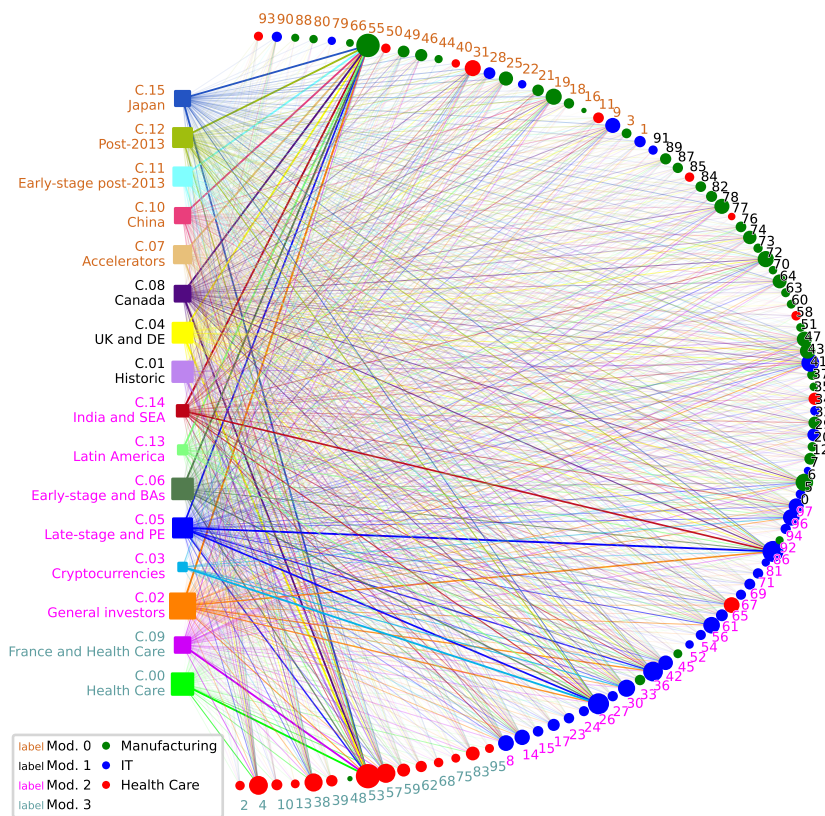 93 90 88 80 79 66 55 50 49 46 44 40 31 28 25 22 21 19 18 16 11 9 3 1
91
89
87
85
84
82
78
77
76
74
73
72
70
64
63
60
58
51
47
43
41
12
7
6
5
0
97
96
94
92
86
81
71
69
67
65
61
56
54
52
45
42
36
33
30
27
26
24
23
17
15
14
8
C.15
Japan
C.12
Post-2013
C.11
Early-stage post-2013
C.10
China
C.07
Accelerators
C.08
Canada
C.04
UK and DE
C.01
Historic
C.14
India and SEA
C.13
Latin America
C.06
Early-stage and BAs
C.05
Late-stage and PE
C.03
Cryptocurrencies
C.02
General investors
C.09
France and Health Care
C.00
Health Care
2 4 10 13 38 39 48 53 57 59 62 68 75 83 95
label Mod. 0 Manufacturing
label Mod. 1 IT
label Mod. 2 Health Care
label Mod. 3